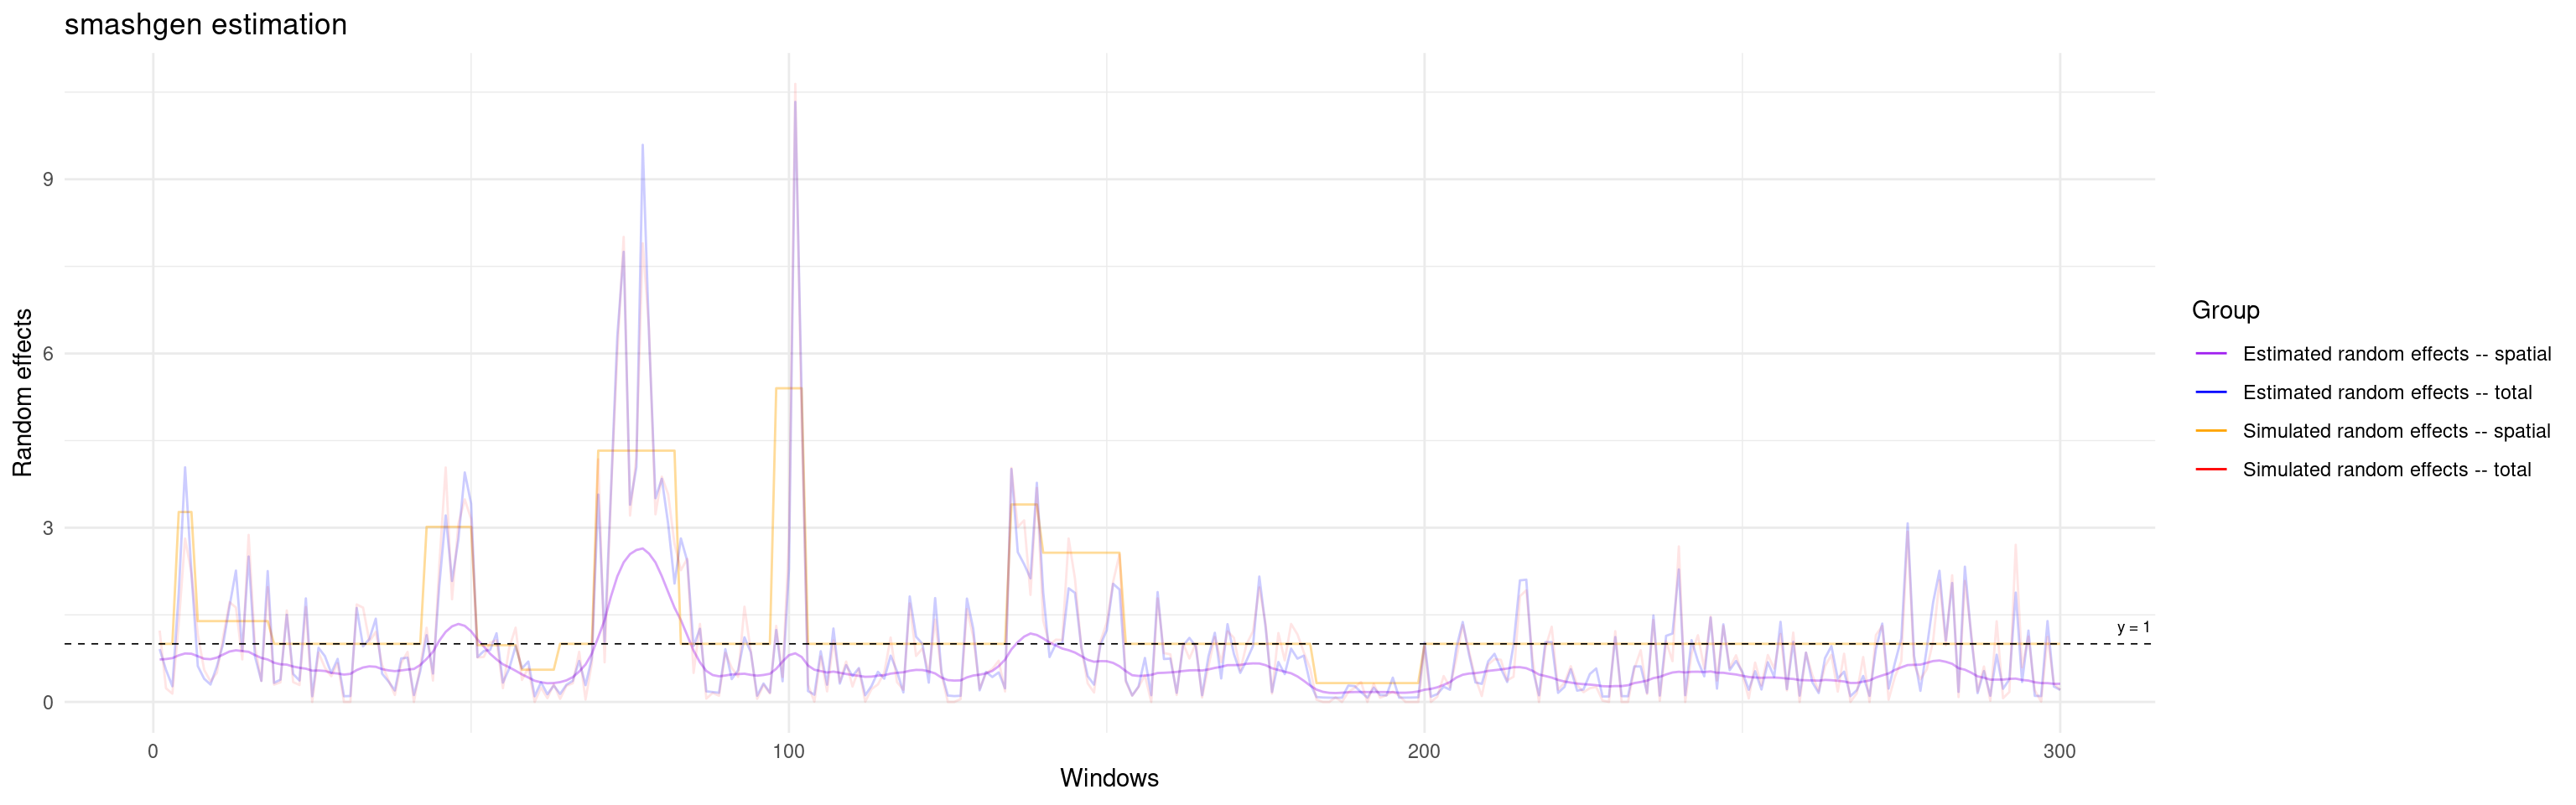 smashgen estimation
Random effects
9
6
3
0
y = 1
0
100
200
300
Windows
Group
Estimated random effects -- spatial
Estimated random effects -- total
Simulated random effects -- spatial
Simulated random effects -- total